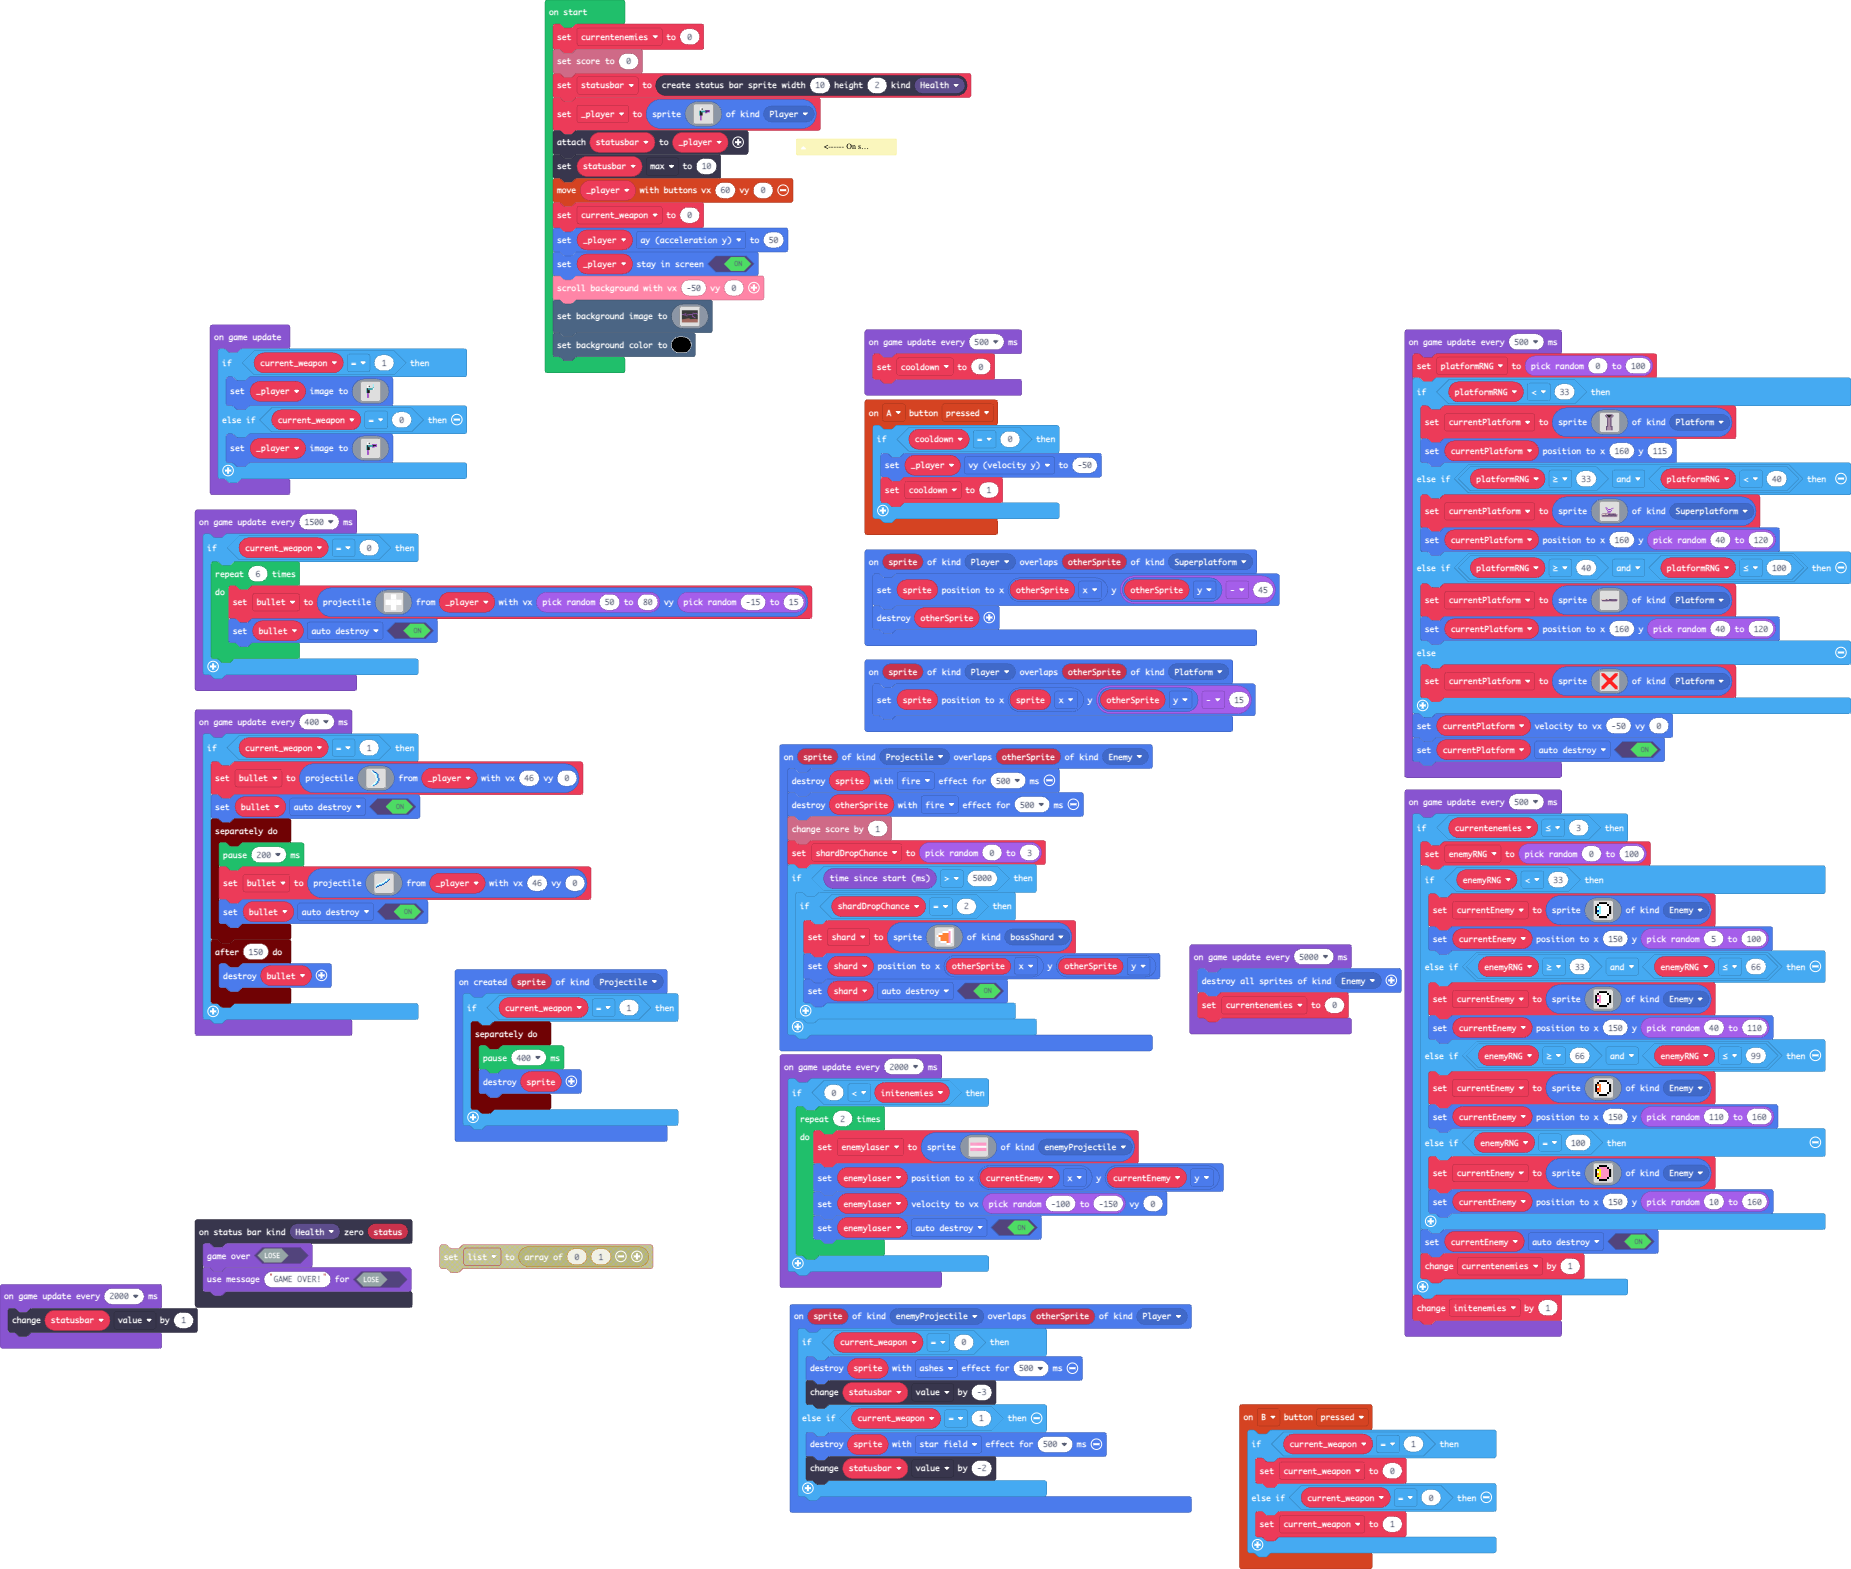 on start
set currentenemies to 0
set score to 0
set statusbar to create status bar sprite width 10 height 2 kind Health
set _player to sprite of kind Player
attach statusbar to _player
<------ On s...
set statusbar max to 10
move _player with buttons vx 60 vy 0
set current_weapon to 0
set _player ay (acceleration y) to 50
set _player stay in screen ON
scroll background with vx -50 vy 0
set background image to
set background color to
on game update
if current_weapon = 1 then
set _player image to
else if current_weapon = 0 then
set _player image to
on game update every 1500 ms
if current_weapon = 0 then
repeat 6 times
do
set bullet to projectile from _player with vx pick random 50 to 80 vy pick random -15 to 15
set bullet auto destroy ON
on game update every 400 ms
if current_weapon = 1 then
set bullet to projectile from _player with vx 46 vy 0
set bullet auto destroy ON
separately do
pause 200 ms
set bullet to projectile from _player with vx 46 vy 0
set bullet auto destroy ON
after 150 do
destroy bullet
on created sprite of kind Projectile
if current_weapon = 1 then
separately do
pause 400 ms
destroy sprite
on status bar kind Health zero status
game over LOSE
use message "GAME OVER!" for LOSE
set list to array of 0 1
on game update every 2000 ms
change statusbar value by 1
on game update every 500 ms
set cooldown to 0
on A button pressed
if cooldown = 0 then
set _player vy (velocity y) to -50
set cooldown to 1
on sprite of kind Player overlaps otherSprite of kind Superplatform
set sprite position to x otherSprite x y otherSprite y - 45
destroy otherSprite
on sprite of kind Player overlaps otherSprite of kind Platform
set sprite position to x sprite x y otherSprite y - 15
on sprite of kind Projectile overlaps otherSprite of kind Enemy
destroy sprite with fire effect for 500 ms
destroy otherSprite with fire effect for 500 ms
change score by 1
set shardDropChance to pick random 0 to 3
if time since start (ms) > 5000 then
if shardDropChance = 2 then
set shard to sprite of kind bossShard
set shard position to x otherSprite x y otherSprite y
set shard auto destroy ON
on game update every 5000 ms
destroy all sprites of kind Enemy
set currentenemies to 0
on game update every 2000 ms
if 0 < initenemies then
repeat 2 times
do
set enemylaser to sprite of kind enemyProjectile
set enemylaser position to x currentEnemy x y currentEnemy y
set enemylaser velocity to vx pick random -100 to -150 vy 0
set enemylaser auto destroy ON
on sprite of kind enemyProjectile overlaps otherSprite of kind Player
if current_weapon = 0 then
destroy sprite with ashes effect for 500 ms
change statusbar value by -3
else if current_weapon = 1 then
destroy sprite with star field effect for 500 ms
change statusbar value by -2
on game update every 500 ms
set platformRNG to pick random 0 to 100
if platformRNG < 33 then
set currentPlatform to sprite of kind Platform
set currentPlatform position to x 160 y 115
else if platformRNG ≥ 33 and platformRNG < 40 then
set currentPlatform to sprite of kind Superplatform
set currentPlatform position to x 160 y pick random 40 to 120
else if platformRNG ≥ 40 and platformRNG ≤ 100 then
set currentPlatform to sprite of kind Platform
set currentPlatform position to x 160 y pick random 40 to 120
else
set currentPlatform to sprite of kind Platform
set currentPlatform velocity to vx -50 vy 0
set currentPlatform auto destroy ON
on game update every 500 ms
if currentenemies ≤ 3 then
set enemyRNG to pick random 0 to 100
if enemyRNG < 33 then
set currentEnemy to sprite of kind Enemy
set currentEnemy position to x 150 y pick random 5 to 100
else if enemyRNG ≥ 33 and enemyRNG ≤ 66 then
set currentEnemy to sprite of kind Enemy
set currentEnemy position to x 150 y pick random 40 to 110
else if enemyRNG ≥ 66 and enemyRNG ≤ 99 then
set currentEnemy to sprite of kind Enemy
set currentEnemy position to x 150 y pick random 110 to 160
else if enemyRNG = 100 then
set currentEnemy to sprite of kind Enemy
set currentEnemy position to x 150 y pick random 10 to 160
set currentEnemy auto destroy ON
change currentenemies by 1
change initenemies by 1
on B button pressed
if current_weapon = 1 then
set current_weapon to 0
else if current_weapon = 0 then
set current_weapon to 1